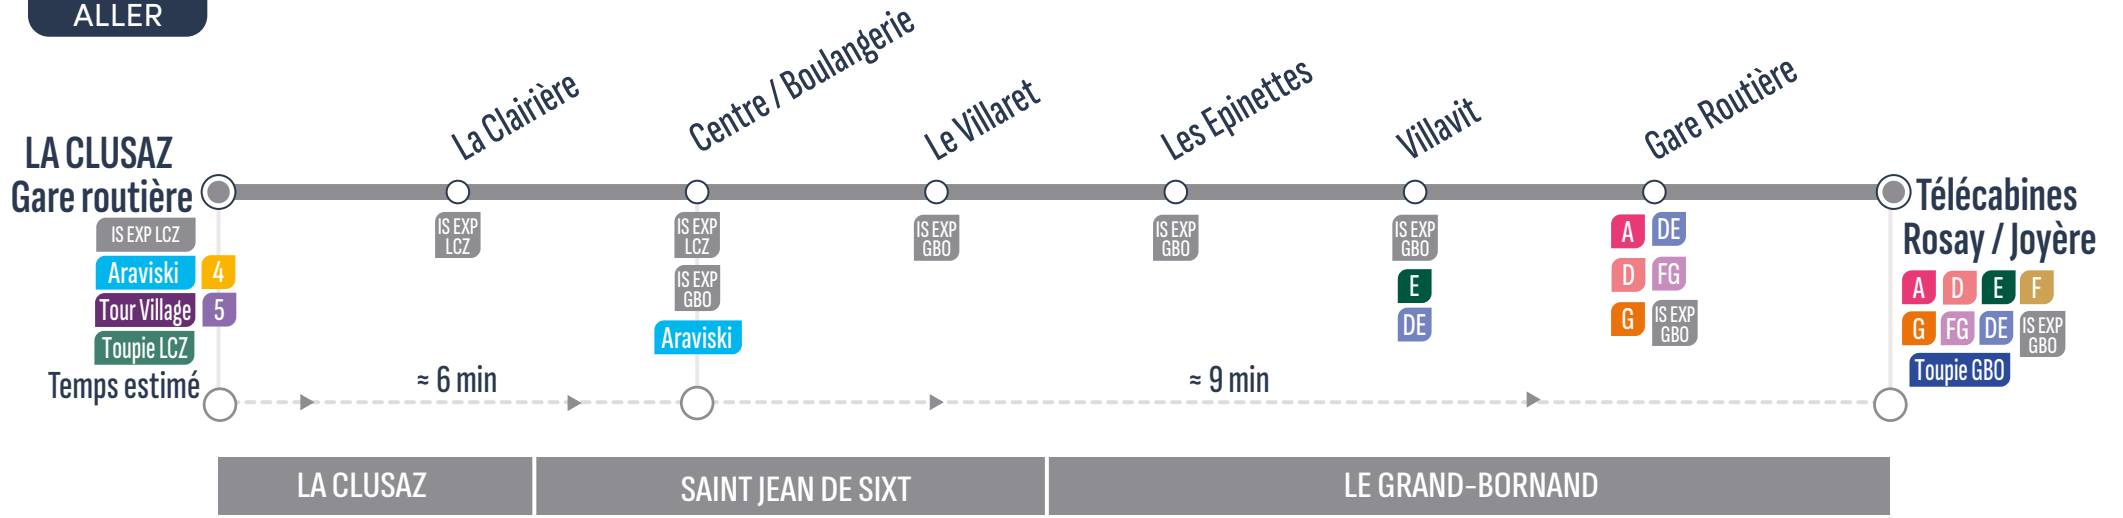 ALLER
La Clairière
Centre / Boulangerie
Le Villaret
Les Epinettes
Villavit
Gare Routière
LA CLUSAZ
Gare routière
IS EXP LCZ
Araviski 4
Tour Village 5
Toupie LCZ
IS EXP
LCZ
IS EXP
LCZ
IS EXP
GBO
Araviski
IS EXP
GBO
IS EXP
GBO
IS EXP
GBO
E
DE
A DE
D FG
G IS EXP
GBO
Télécabines
Rosay / Joyère
A D E F
G FG DE IS EXP
GBO
Toupie GBO
Temps estimé
≈ 6 min
≈ 9 min
LA CLUSAZ
SAINT JEAN DE SIXT
LE GRAND-BORNAND